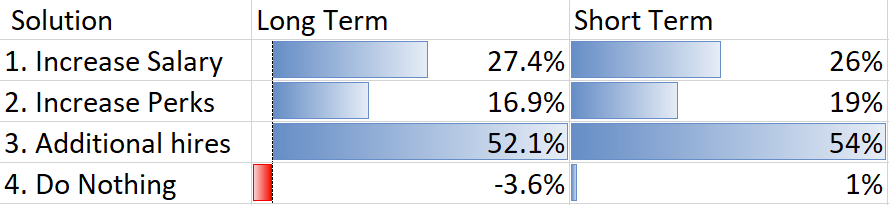 Solution Long Term Short Term
1. Increase Salary 27.4% 26%
2. Increase Perks 16.9% 19%
3. Additional hires 52.1% 54%
4. Do Nothing -3.6% 1%